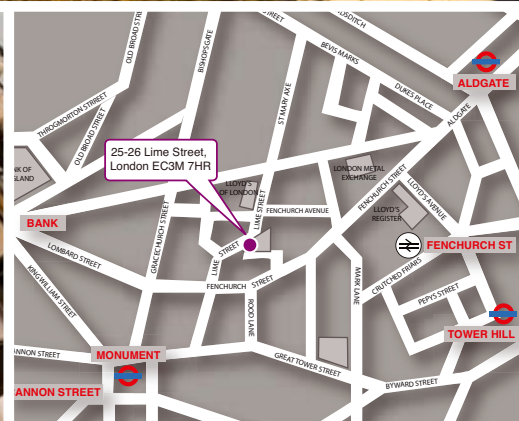 STREET
DSDITCH
OLD BROAD STREET
BISHOPSGATE
BEVIS MARKS
ALDGATE
DUKES PLACE
ST MARY AXE
THROGMORTON STRREET
OLD BROAD STREET
ALDGATE
25-26 Lime Street,
London EC3M 7HR
NK OF
GLAND
LONDON METAL
EXCHANGE
FENCHURCH STREET
LLOYD'S
OF LONDON
LIME STREET
LLOYD'S AVENUE
FENCHURCH AVENUE
LLOYD'S
REGISTER
BANK
GRACECHURCH STREET
LIME STREET
FENCHURCH ST
LOMBARD STREET
KING WILLIAM STREET
FENCHURCH STREET
MARK LANE
CRUTCHED FRIARS
PEPYS STREET
ROOD LANE
TOWER HILL
ANNON STREET
MONUMENT
GREAT TOWER STREET
BYWARD STREET
ANNON STREET